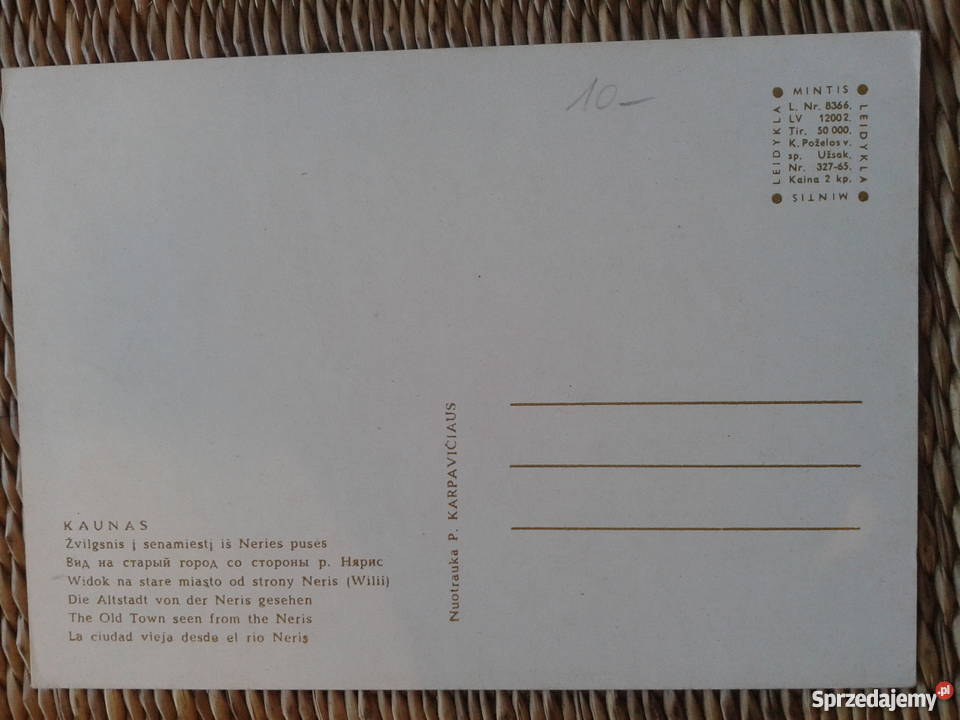 10-
MINTIS
LEIDYKLA
LEIDYKLA
L. Nr. 8366.
LV 12002.
Tir. 50 000.
K. Poželos v.
sp. Užsak.
Nr. 327-65.
Kaina 2 kp.
MINTIS
Nuotrauka P. KARPAVIČIAUS
KAUNAS
Žvilgsnis į senamiestį iš Neries pusės
Вид на старый город со стороны р. Нярис
Widok na stare miasto od strony Neris (Wilii)
Die Altstadt von der Neris gesehen
The Old Town seen from the Neris
La ciudad vieja desde el rio Neris
Sprzedajemy.pl